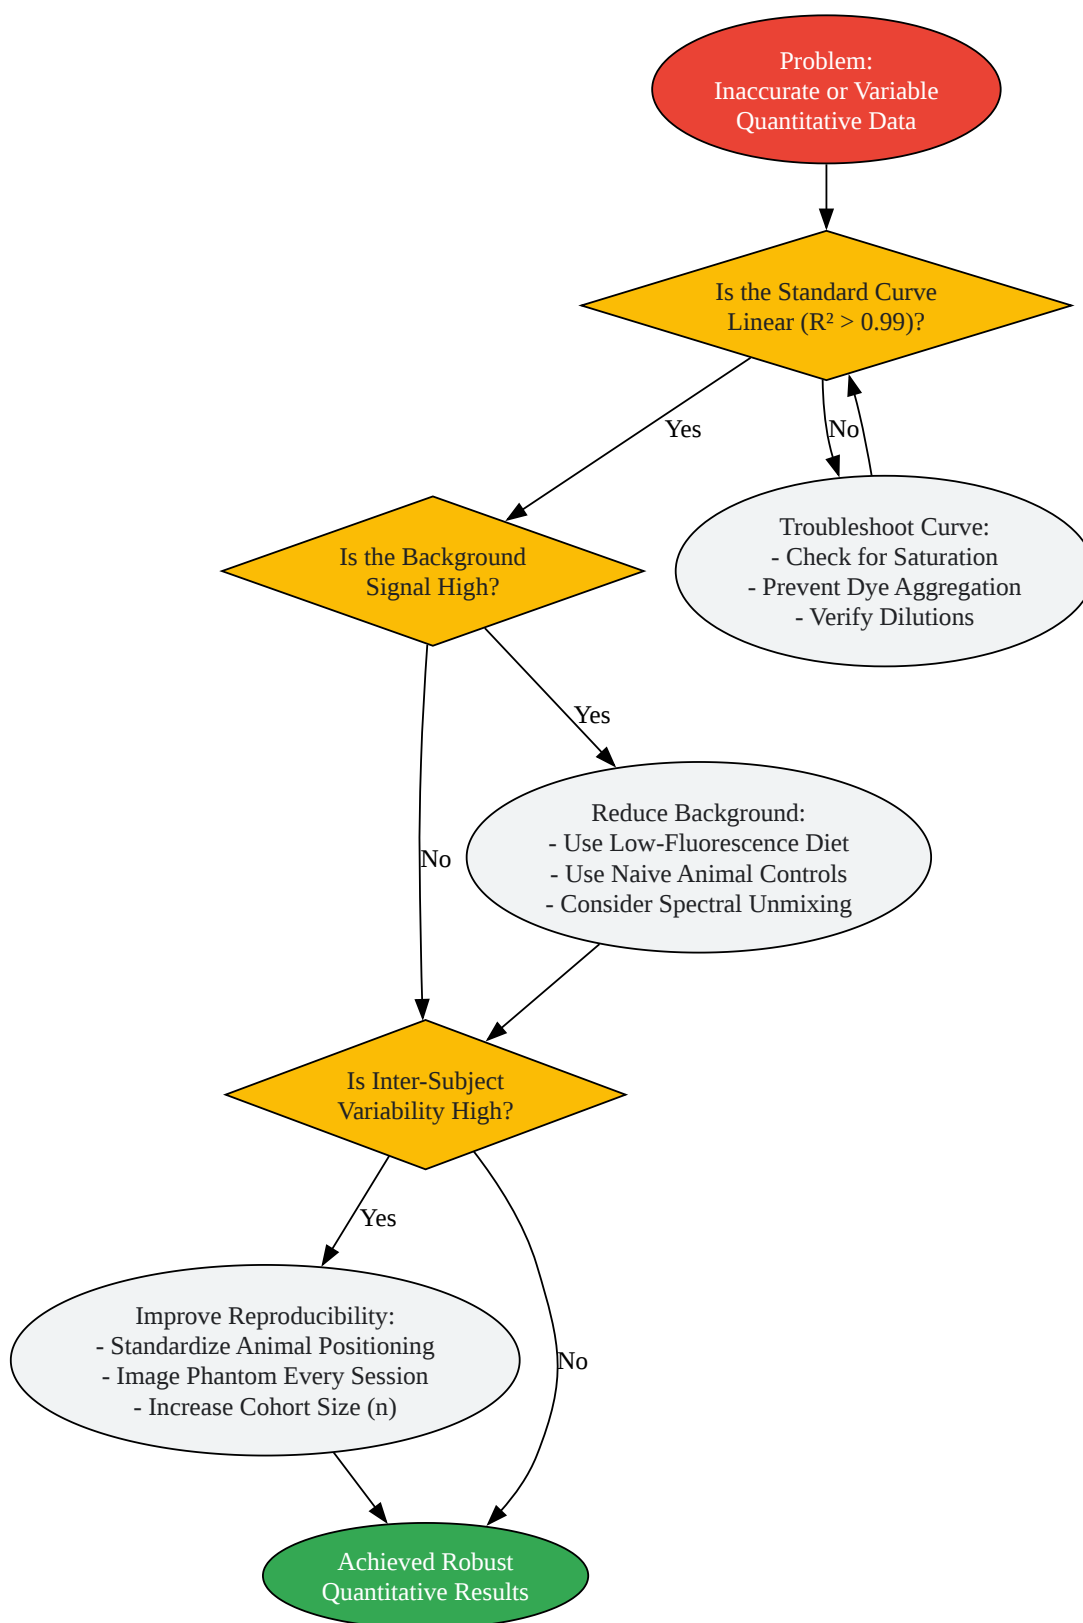 Problem:
Inaccurate or Variable
Quantitative Data
Is the Standard Curve
Linear (R² > 0.99)?
Yes
No
Troubleshoot Curve:
- Check for Saturation
- Prevent Dye Aggregation
- Verify Dilutions
Is the Background
Signal High?
Yes
No
Reduce Background:
- Use Low-Fluorescence Diet
- Use Naive Animal Controls
- Consider Spectral Unmixing
Is Inter-Subject
Variability High?
Yes
No
Improve Reproducibility:
- Standardize Animal Positioning
- Image Phantom Every Session
- Increase Cohort Size (n)
Achieved Robust
Quantitative Results